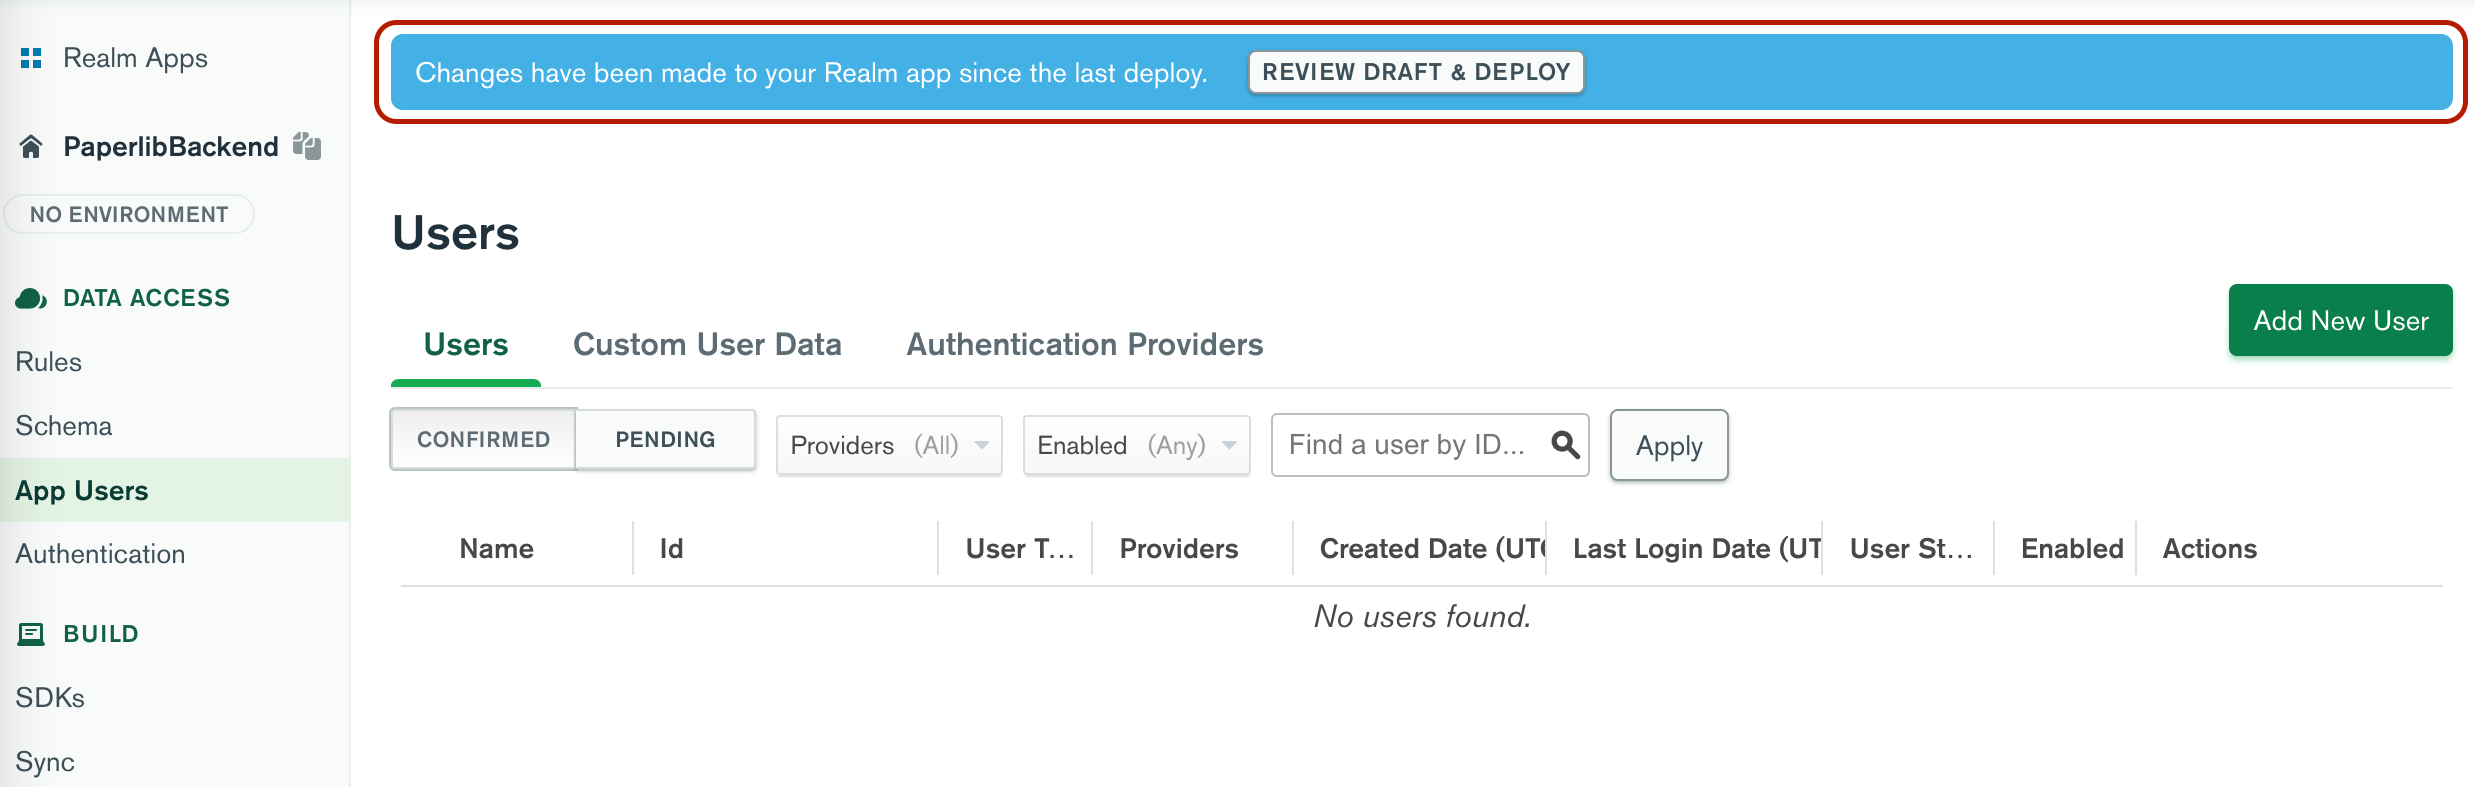 Realm Apps
PaperlibBackend
NO ENVIRONMENT
DATA ACCESS
Rules
Schema
App Users
Authentication
BUILD
SDKs
Sync
Changes have been made to your Realm app since the last deploy. REVIEW DRAFT & DEPLOY
Users
Add New User
Users Custom User Data Authentication Providers
CONFIRMED PENDING Providers (All) Enabled (Any) Find a user by ID... Apply
Name Id User T... Providers Created Date (UT Last Login Date (UT User St... Enabled Actions
No users found.